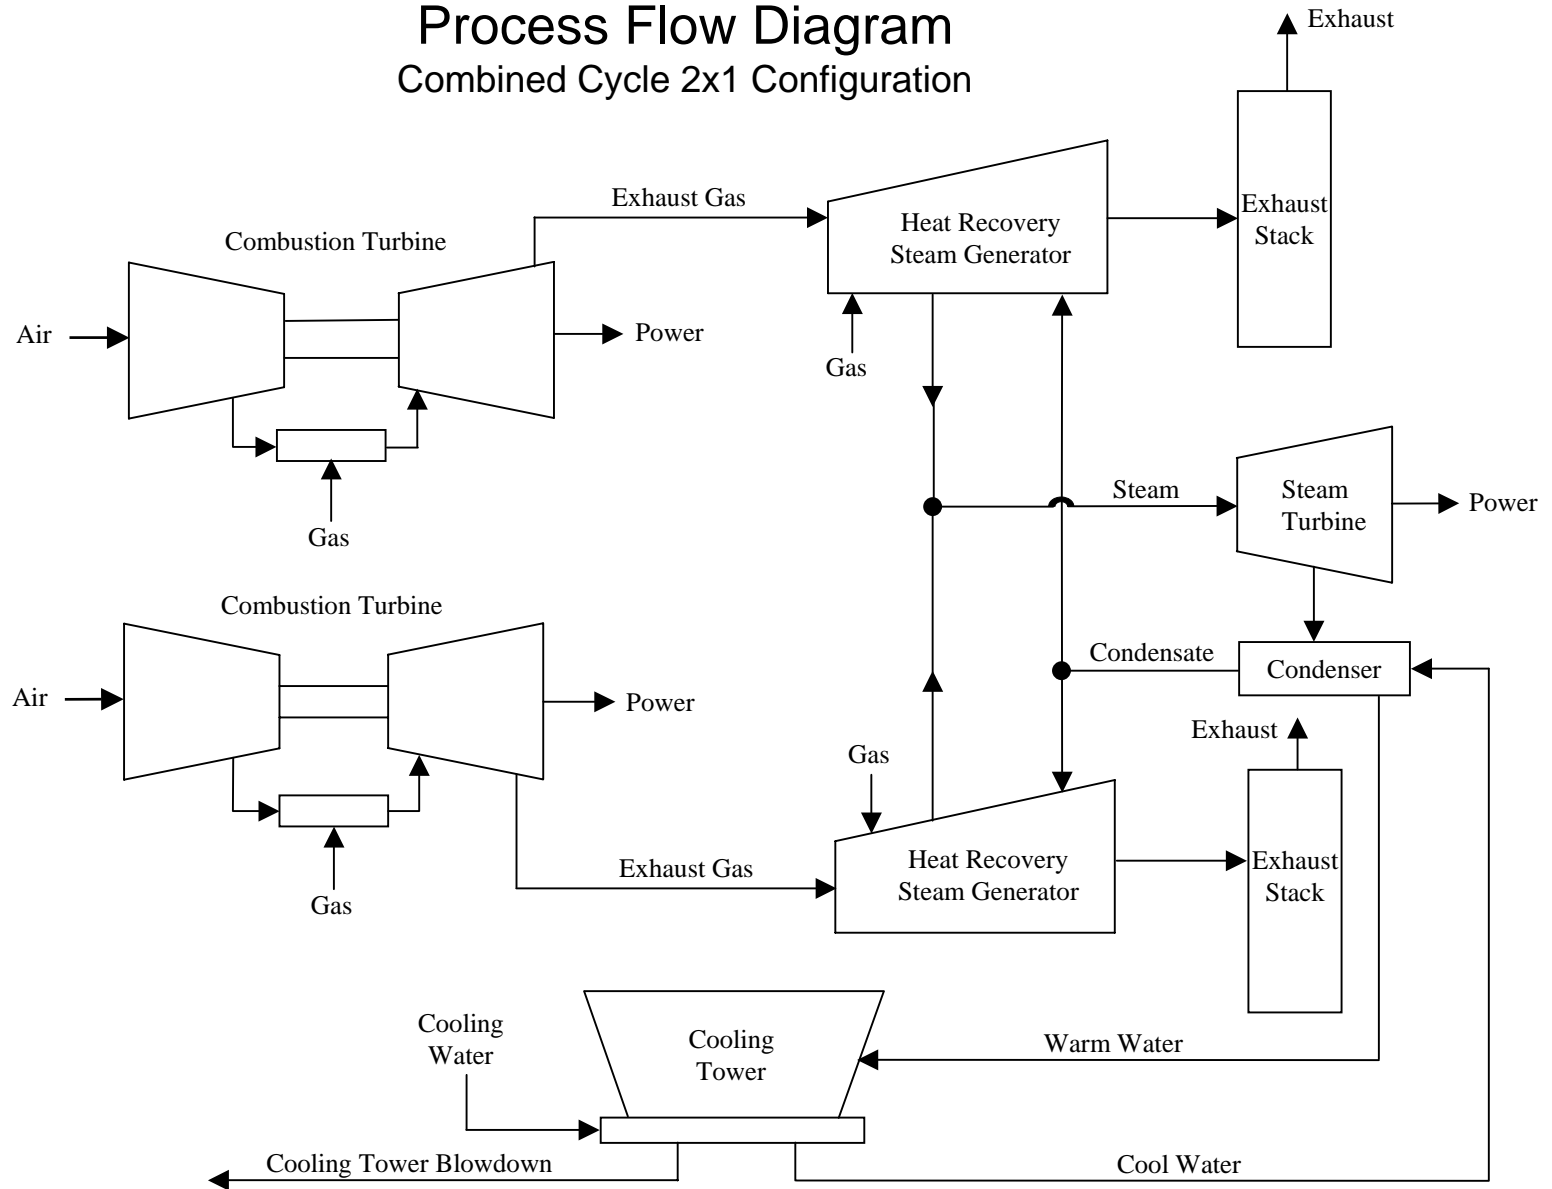 Process Flow Diagram
Combined Cycle 2x1 Configuration
Exhaust
Exhaust Gas
Combustion Turbine
Heat Recovery
Steam Generator
Exhaust
Stack
Air
Power
Gas
Gas
Steam
Steam
Turbine
Power
Combustion Turbine
Condensate
Condenser
Air
Power
Exhaust
Gas
Exhaust Gas
Heat Recovery
Steam Generator
Exhaust
Stack
Gas
Cooling
Water
Cooling
Tower
Warm Water
Cooling Tower Blowdown
Cool Water